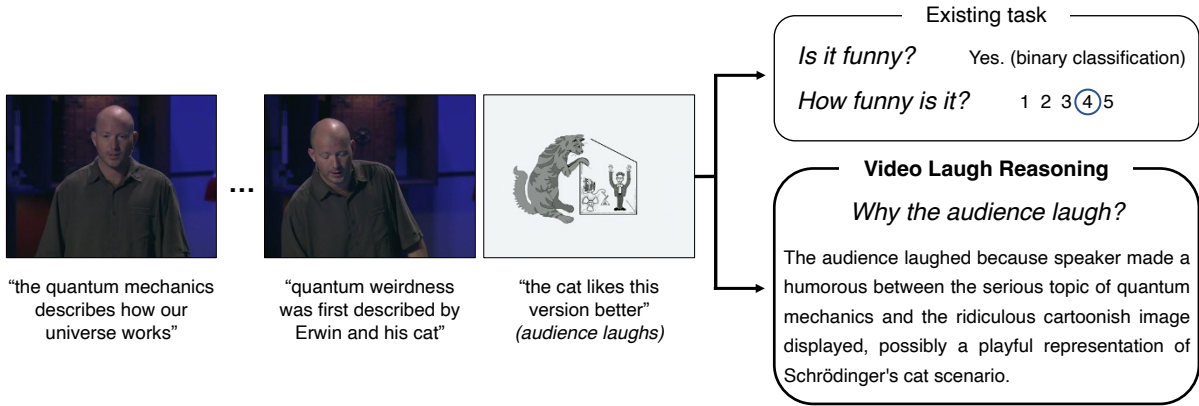 Existing task
Is it funny? Yes. (binary classification)
How funny is it? 1 2 3 4 5
...
“the quantum mechanics
describes how our
universe works”
“quantum weirdness
was first described by
Erwin and his cat”
“the cat likes this
version better”
(audience laughs)
Video Laugh Reasoning
Why the audience laugh?
The audience laughed because speaker made a
humorous between the serious topic of quantum
mechanics and the ridiculous cartoonish image
displayed, possibly a playful representation of
Schrödinger's cat scenario.